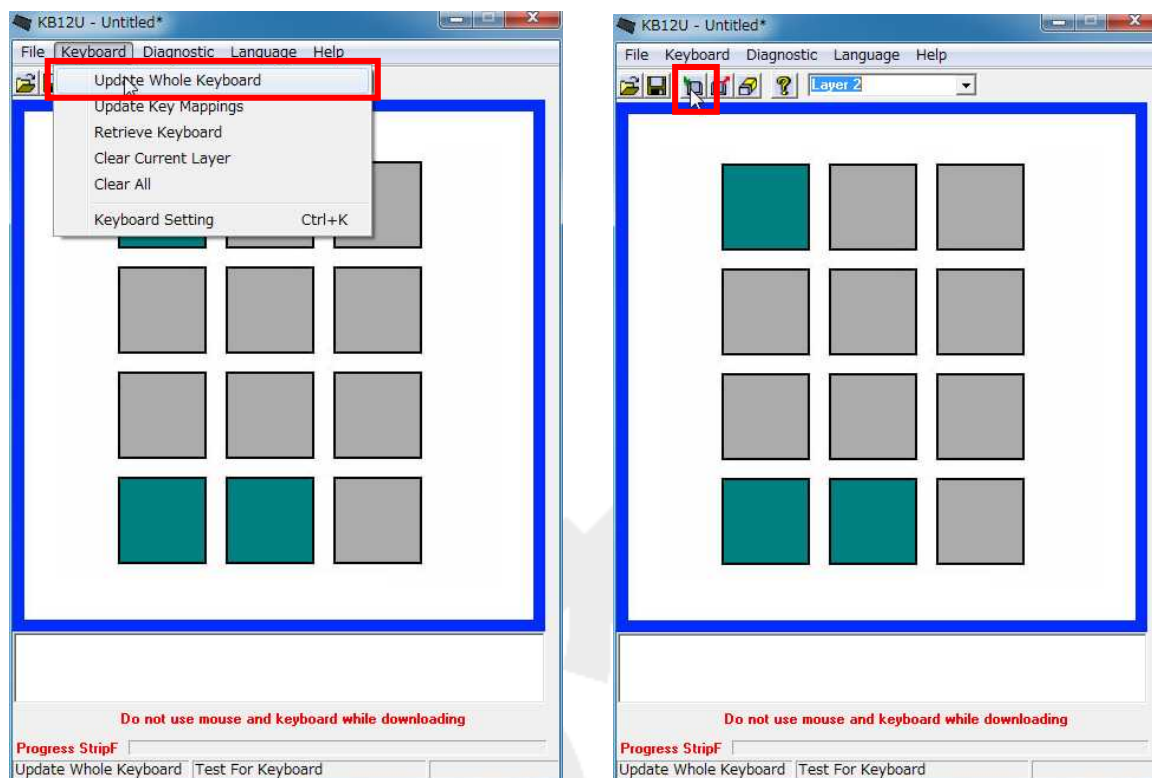 KB12U - Untitled*
File Keyboard Diagnostic Language Help
Update Whole Keyboard
Update Key Mappings
Retrieve Keyboard
Clear Current Layer
Clear All
Keyboard Setting Ctrl+K
Do not use mouse and keyboard while downloading
Progress StripF
Update Whole Keyboard Test For Keyboard
KB12U - Untitled*
File Keyboard Diagnostic Language Help
Layer 2
Do not use mouse and keyboard while downloading
Progress StripF
Update Whole Keyboard Test For Keyboard